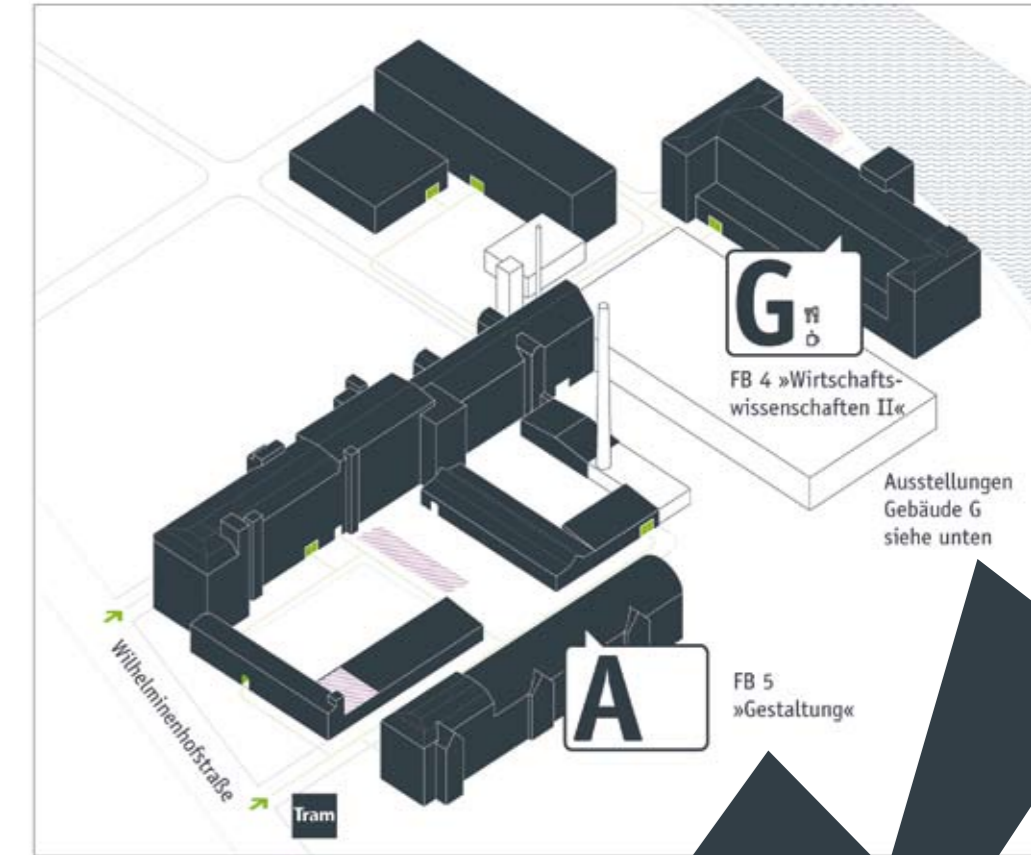 G
FB 4 »Wirtschafts-
wissenschaften II«
Ausstellungen
Gebäude G
siehe unten
A
FB 5
»Gestaltung«
Wilhelminenhofstraße
Tram